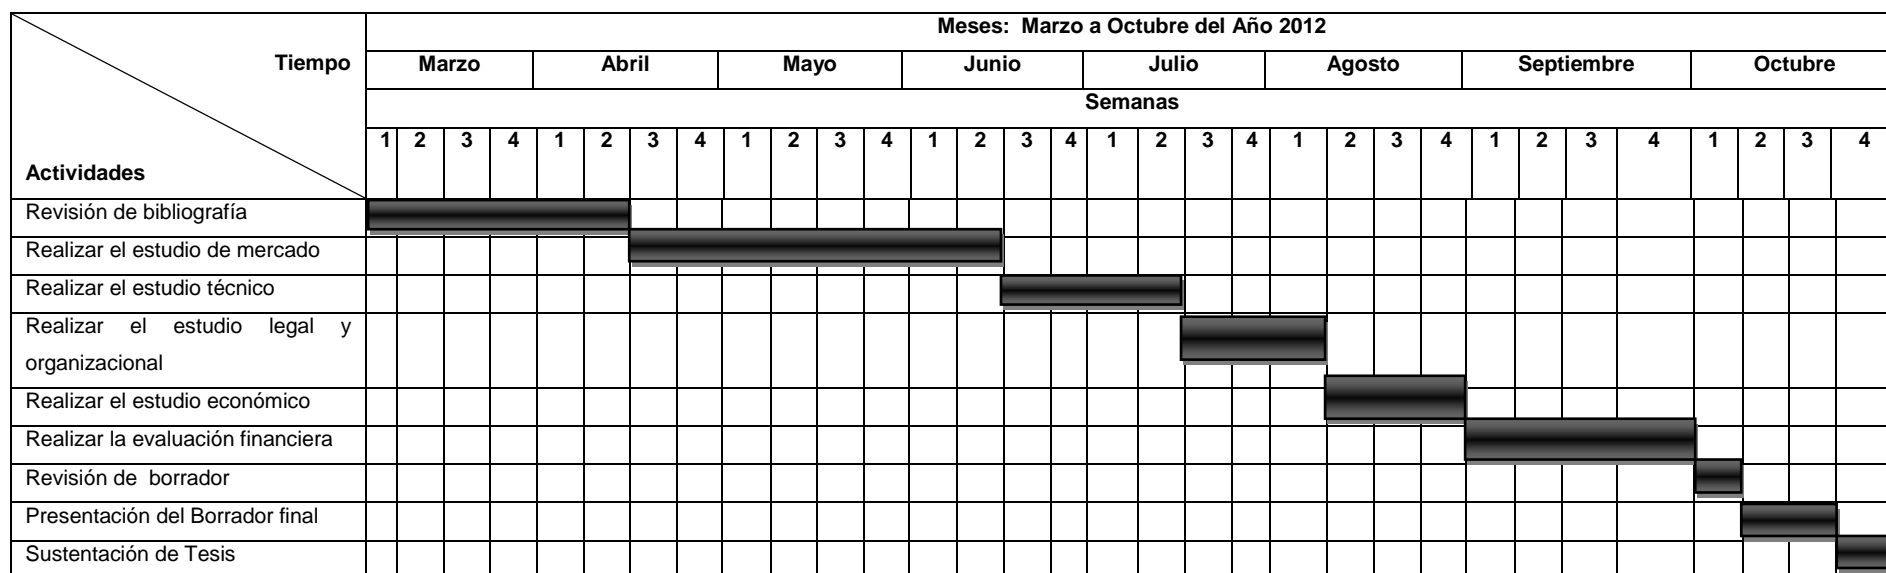 Meses: Marzo a Octubre del Año 2012
Tiempo
Marzo Abril Mayo Junio Julio Agosto Septiembre Octubre
Semanas
1 2 3 4 1 2 3 4 1 2 3 4 1 2 3 4 1 2 3 4 1 2 3 4 1 2 3 4 1 2 3 4
Actividades
Revisión de bibliografía
Realizar el estudio de mercado
Realizar el estudio técnico
Realizar el estudio legal y
organizacional
Realizar el estudio económico
Realizar la evaluación financiera
Revisión de borrador
Presentación del Borrador final
Sustentación de Tesis